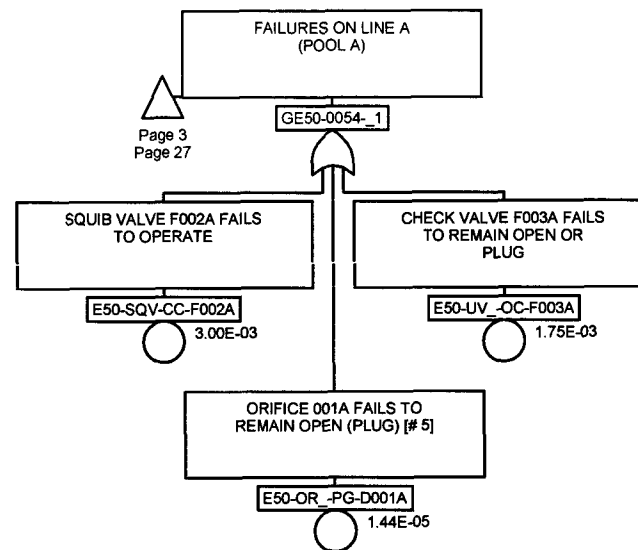 FAILURES ON LINE A
(POOL A)
Page 3
Page 27
GE50-0054-_1
SQUIB VALVE F002A FAILS
TO OPERATE
E50-SQV-CC-F002A
3.00E-03
CHECK VALVE F003A FAILS
TO REMAIN OPEN OR
PLUG
E50-UV_-OC-F003A
1.75E-03
ORIFICE 001A FAILS TO
REMAIN OPEN (PLUG) [# 5]
E50-OR_-PG-D001A
1.44E-05